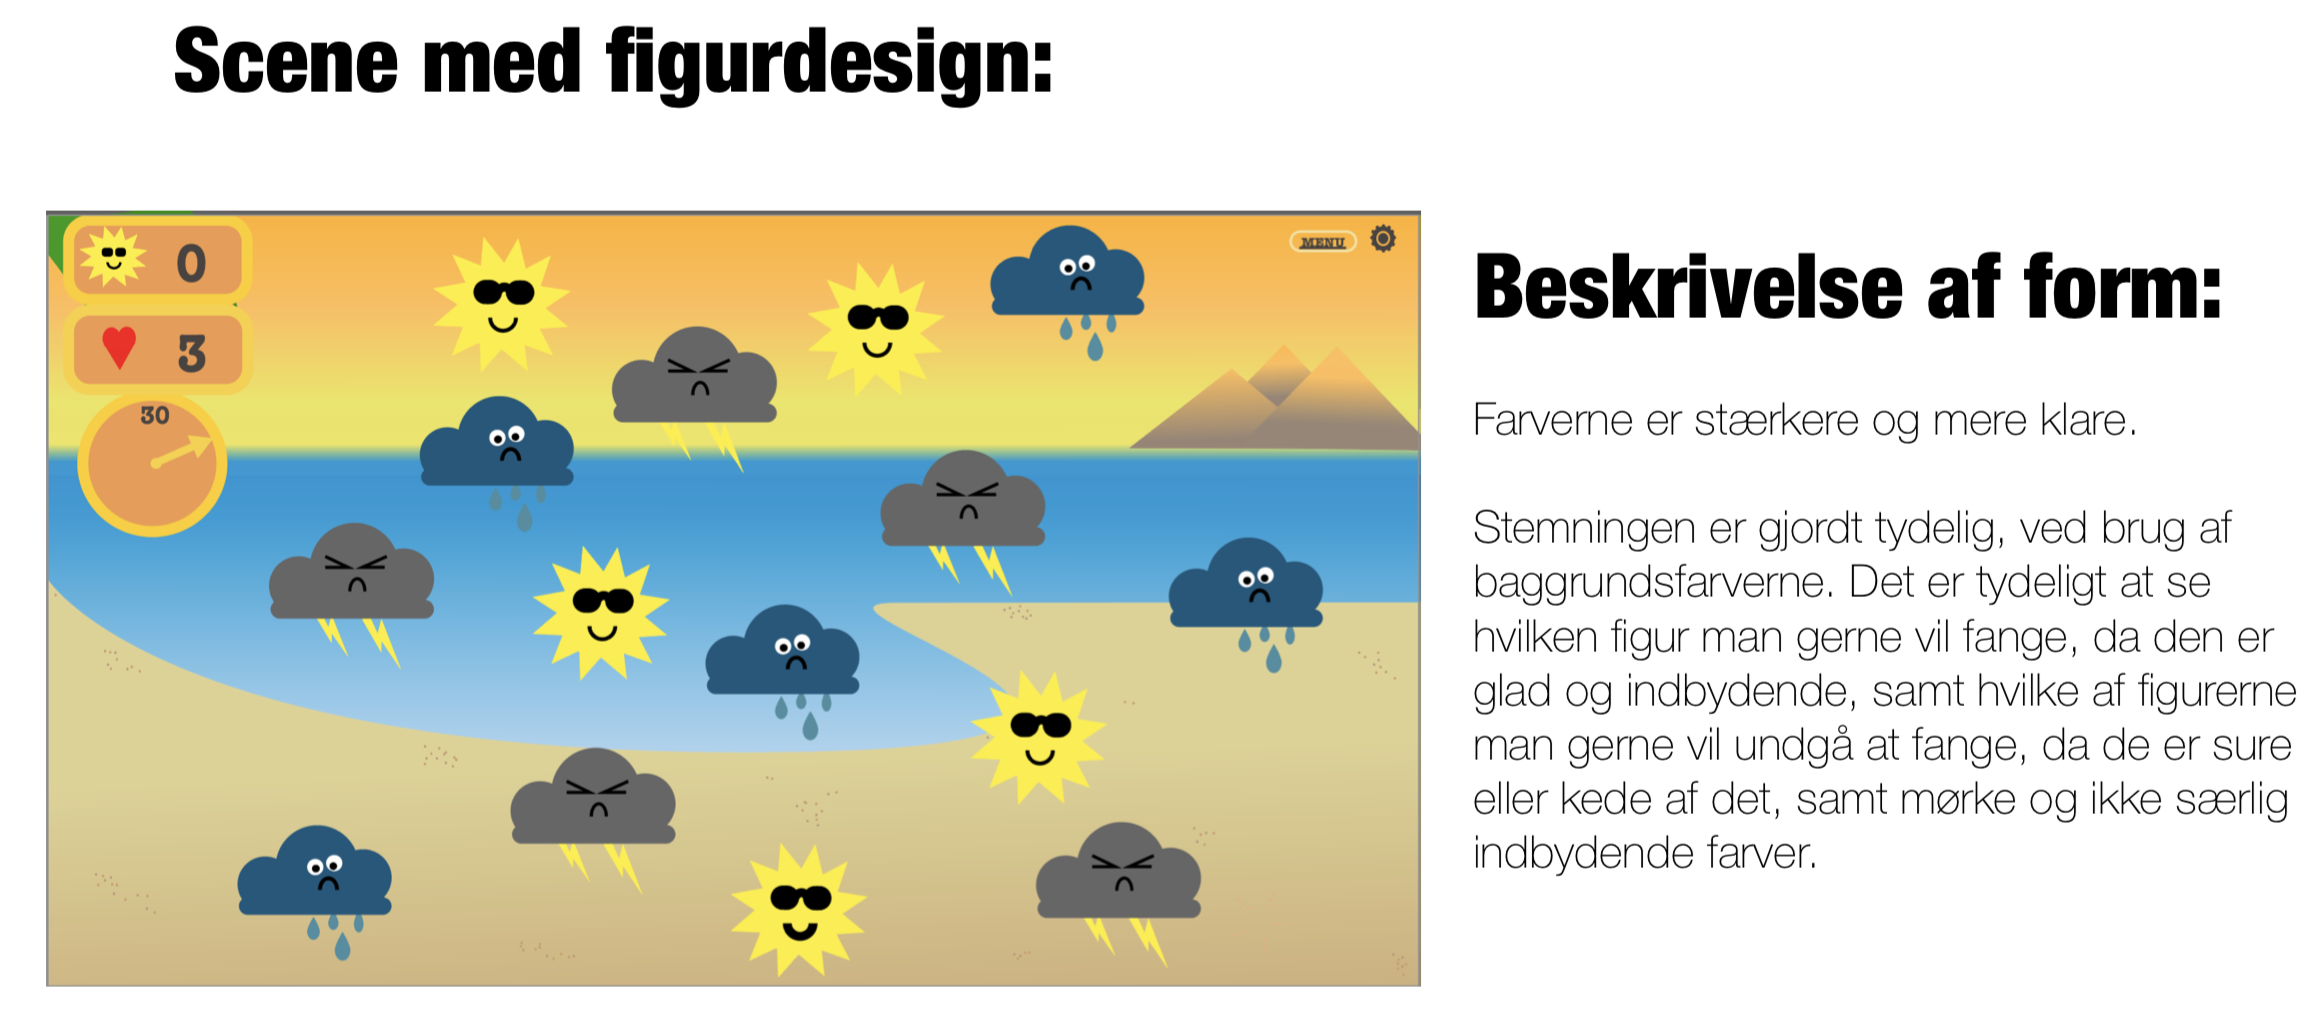 Scene med figurdesign:
0
MENU
3
30
Beskrivelse af form:
Farverne er stærkere og mere klare.
Stemningen er gjordt tydelig, ved brug af
baggrundsfarverne. Det er tydeligt at se
hvilken figur man gerne vil fange, da den er
glad og indbydende, samt hvilke af figurerne
man gerne vil undgå at fange, da de er sure
eller kede af det, samt mørke og ikke særlig
indbydende farver.